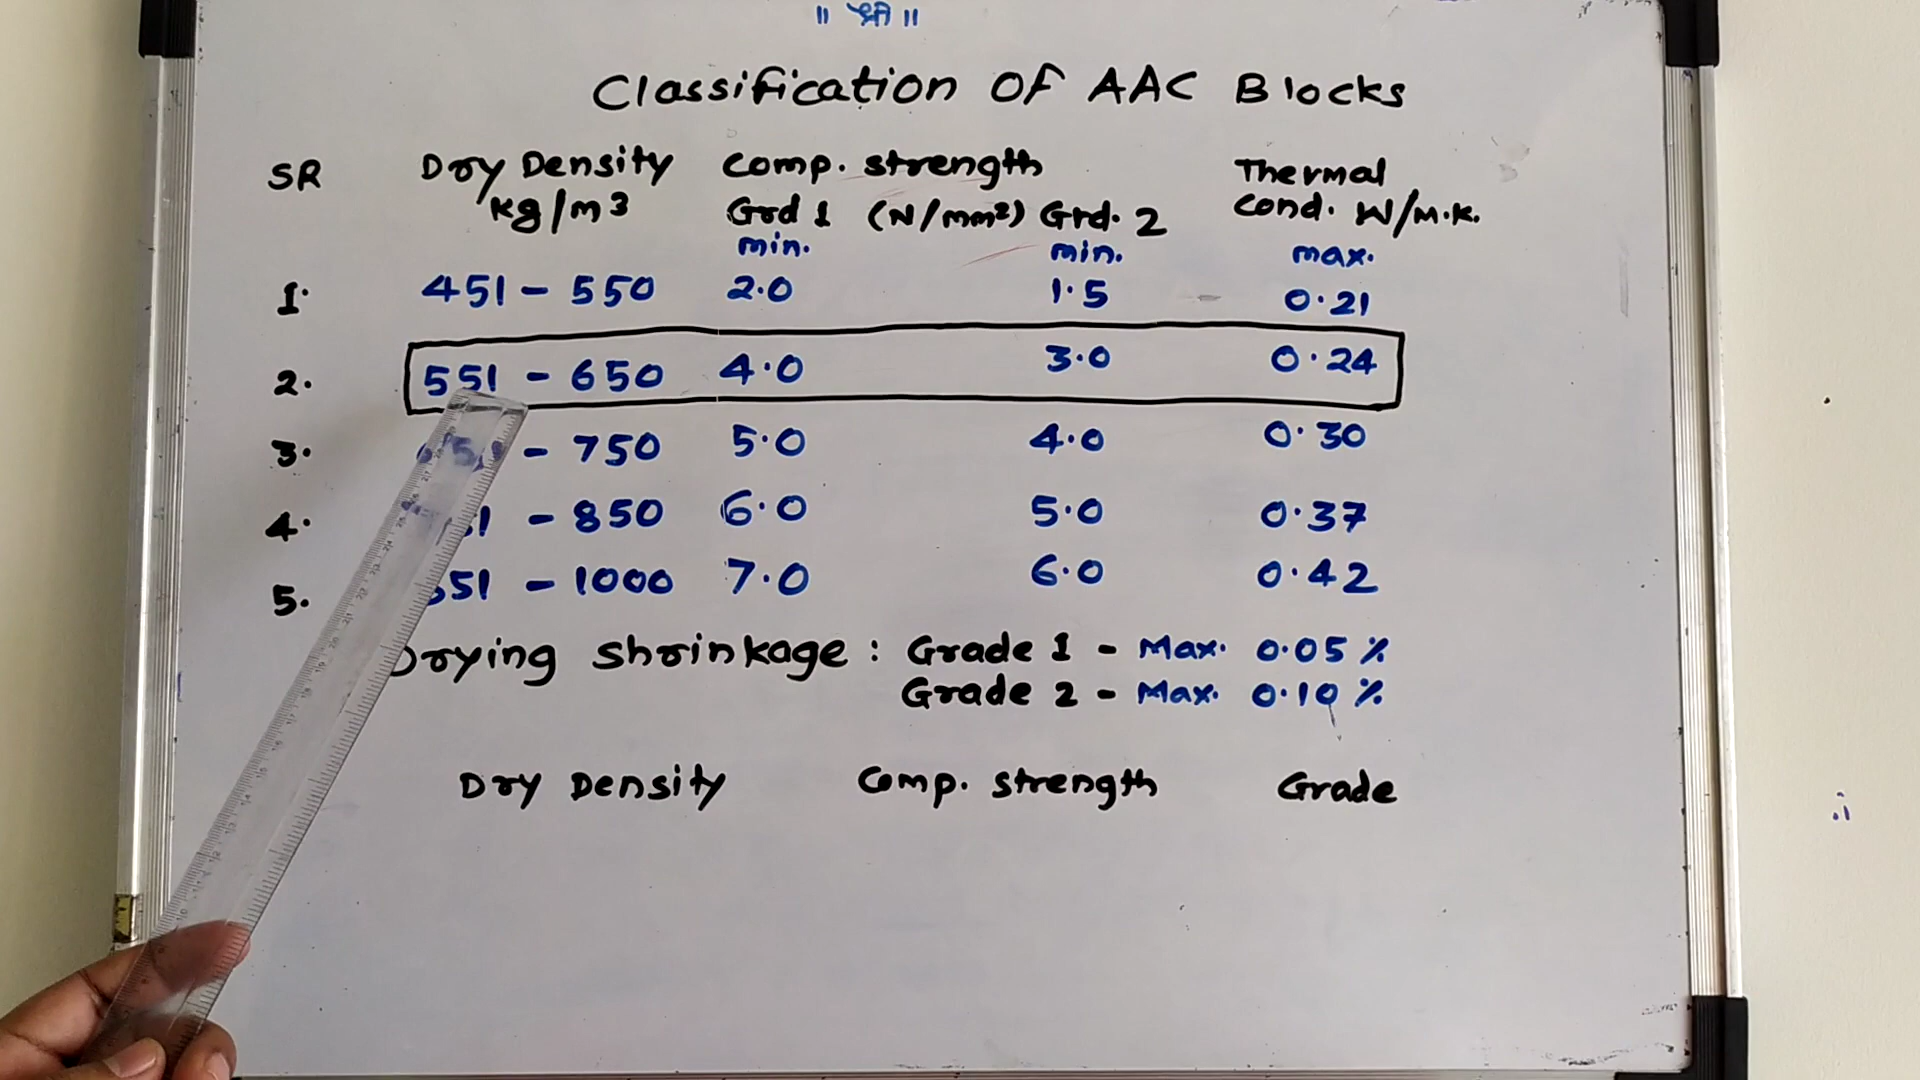 ॥ श्री ॥
Classification OF AAC Blocks
SR Dry Density Comp. strength Thermal
kg/m3 Grd 1 (N/mm²) Grd. 2 Cond. W/m.k.
min. min. max.
1. 451 - 550 2.0 1.5 0.21
2. 551 - 650 4.0 3.0 0.24
3. - 750 5.0 4.0 0.30
4. - 850 6.0 5.0 0.37
5. - 1000 7.0 6.0 0.42
Drying shrinkage : Grade 1 - Max. 0.05 %
Grade 2 - Max. 0.10 %
Dry Density Comp. strength Grade